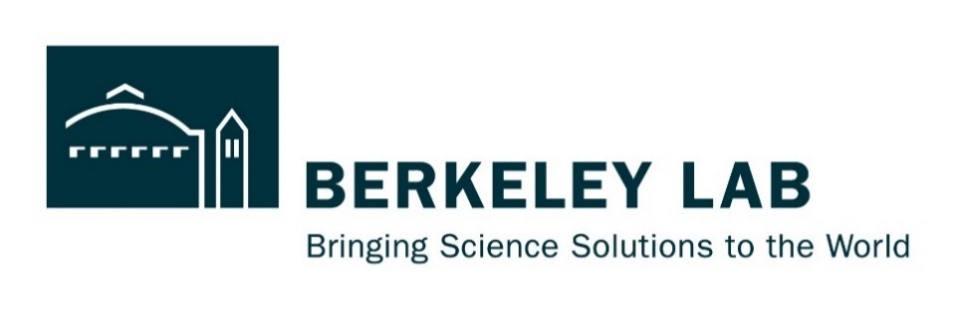 BERKELEY LAB
Bringing Science Solutions to the World